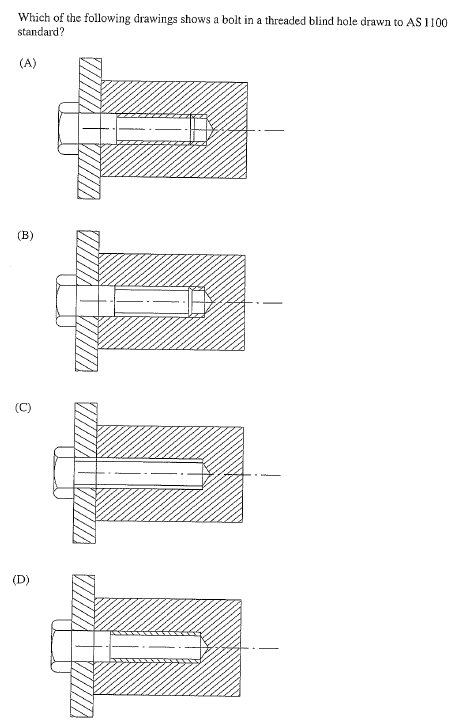 Which of the following drawings shows a bolt in a threaded blind hole drawn to AS 1100
standard?
(A)
(B)
(C)
(D)